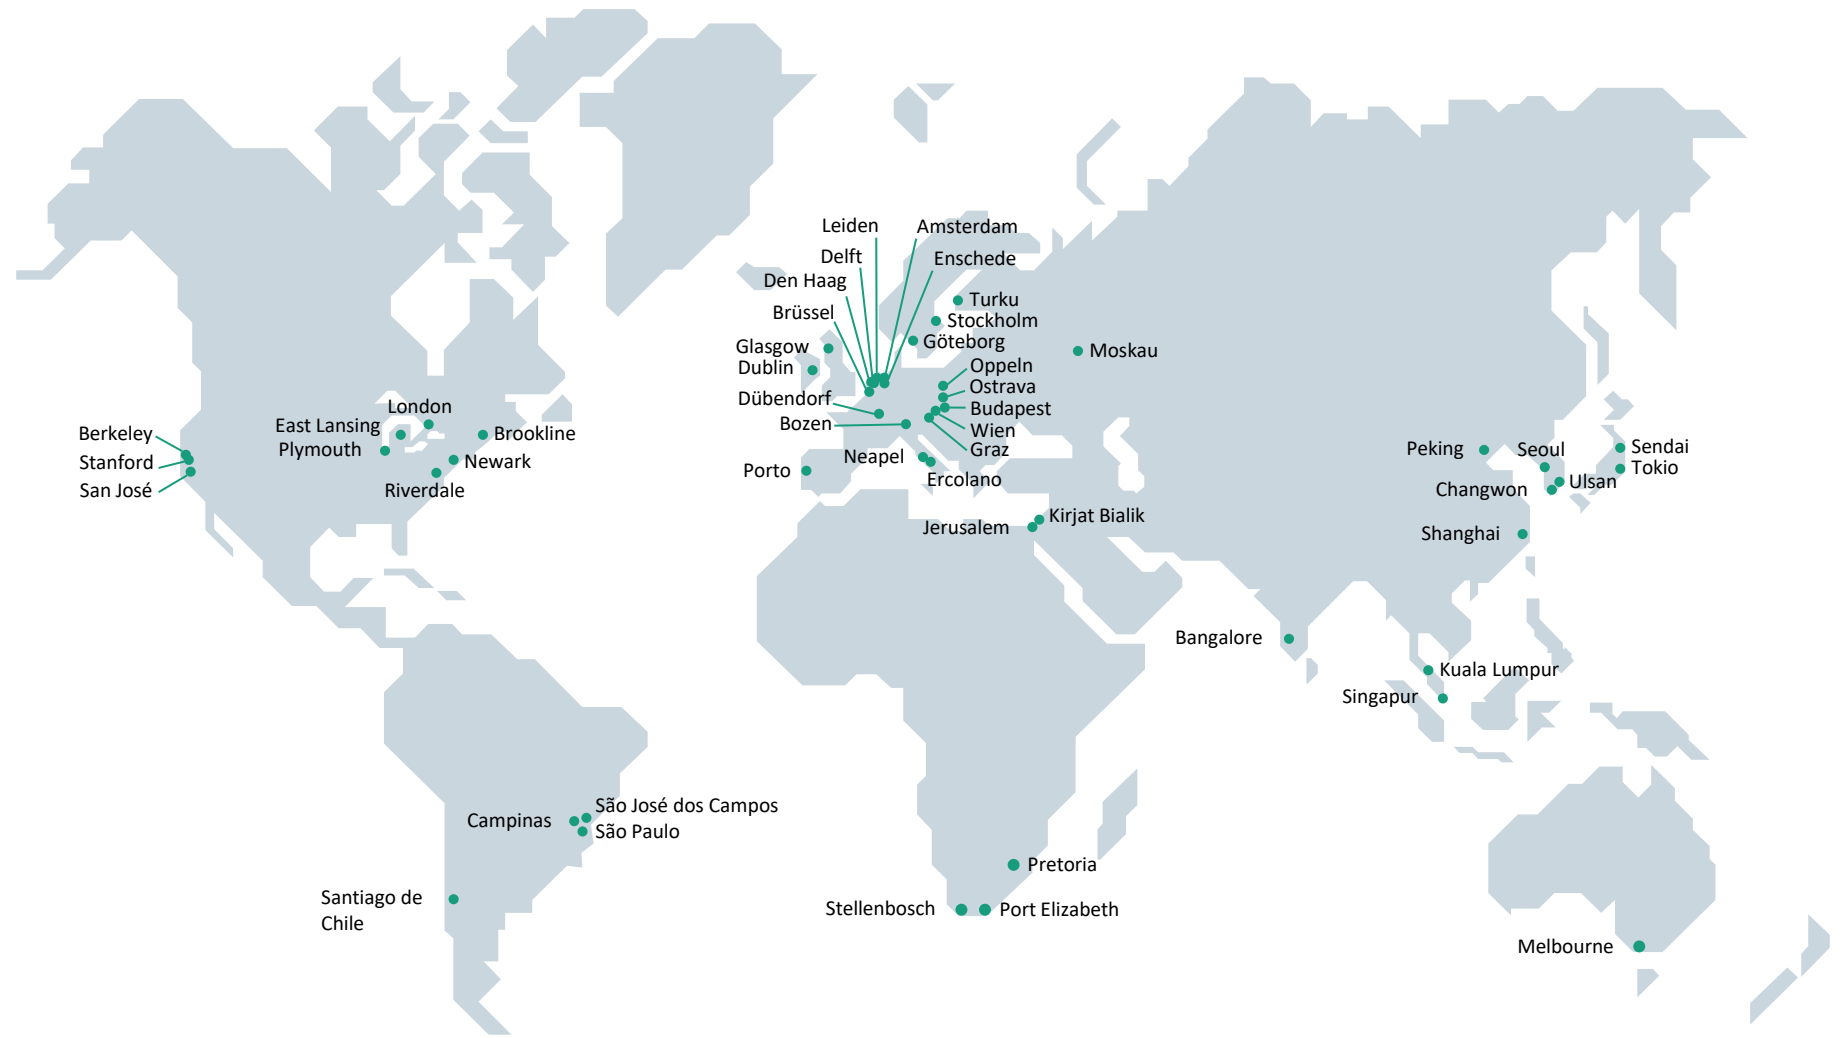 Leiden
Amsterdam
Delft
Enschede
Den Haag
Brüssel
Turku
Stockholm
Göteborg
Glasgow
Dublin
Moskau
Oppeln
Ostrava
Dübendorf
Budapest
Bozen
Wien
Graz
Neapel
Porto
Ercolano
London
East Lansing
Plymouth
Brookline
Berkeley
Stanford
San José
Newark
Riverdale
Jerusalem
Kirjat Bialik
Peking
Seoul
Sendai
Tokio
Changwon
Ulsan
Shanghai
Bangalore
Kuala Lumpur
Singapur
São José dos Campos
Campinas
São Paulo
Santiago de
Chile
Pretoria
Stellenbosch
Port Elizabeth
Melbourne